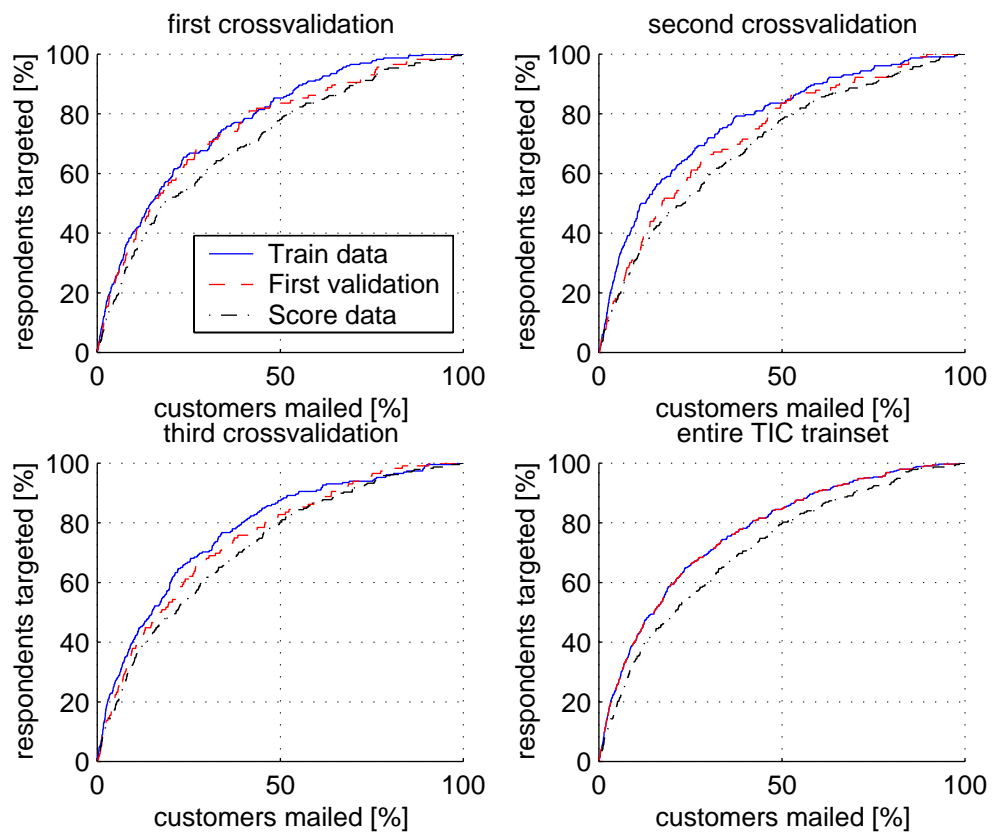 first crossvalidation
respondents targeted [%]
100
80
60
40
20
0
Train data
First validation
Score data
0 50 100
customers mailed [%]
second crossvalidation
respondents targeted [%]
100
80
60
40
20
0
0 50 100
customers mailed [%]
third crossvalidation
respondents targeted [%]
100
80
60
40
20
0
0 50 100
customers mailed [%]
entire TIC trainset
respondents targeted [%]
100
80
60
40
20
0
0 50 100
customers mailed [%]